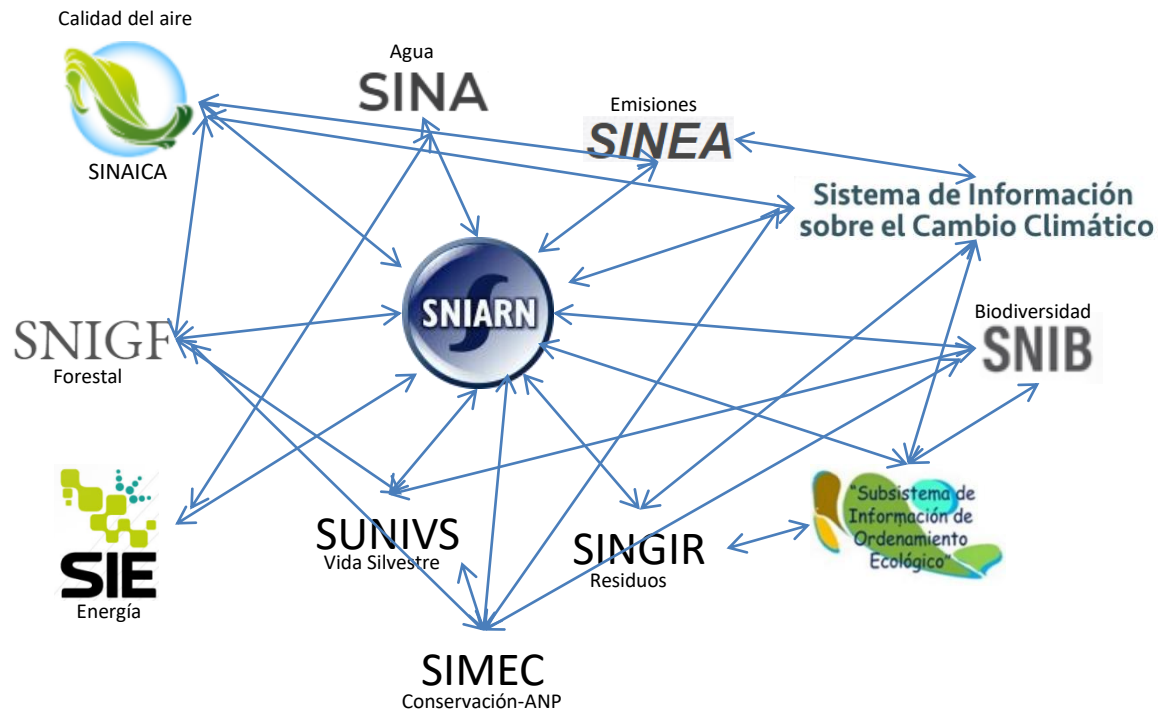 Calidad del aire
SINAICA
Agua
SINA
Emisiones
SINEA
Sistema de Información
sobre el Cambio Climático
SNIARN
SNIGF
Forestal
Biodiversidad
SNIB
SIE
Energía
SUNIVS
Vida Silvestre
SINGIR
Residuos
"Subsistema de
Información de
Ordenamiento
Ecológico"
SIMEC
Conservación-ANP